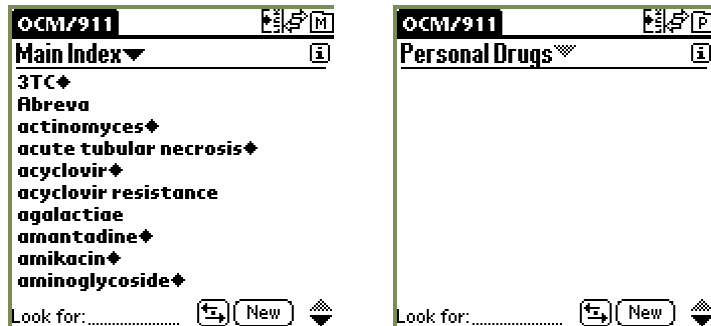 OCM/911 M
Main Index
3TC
Abreva
actinomyces
acute tubular necrosis
acyclovir
acyclovir resistance
agalactiae
amantadine
amikacin
aminoglycoside
Look for: New
OCM/911 P
Personal Drugs
Look for: New